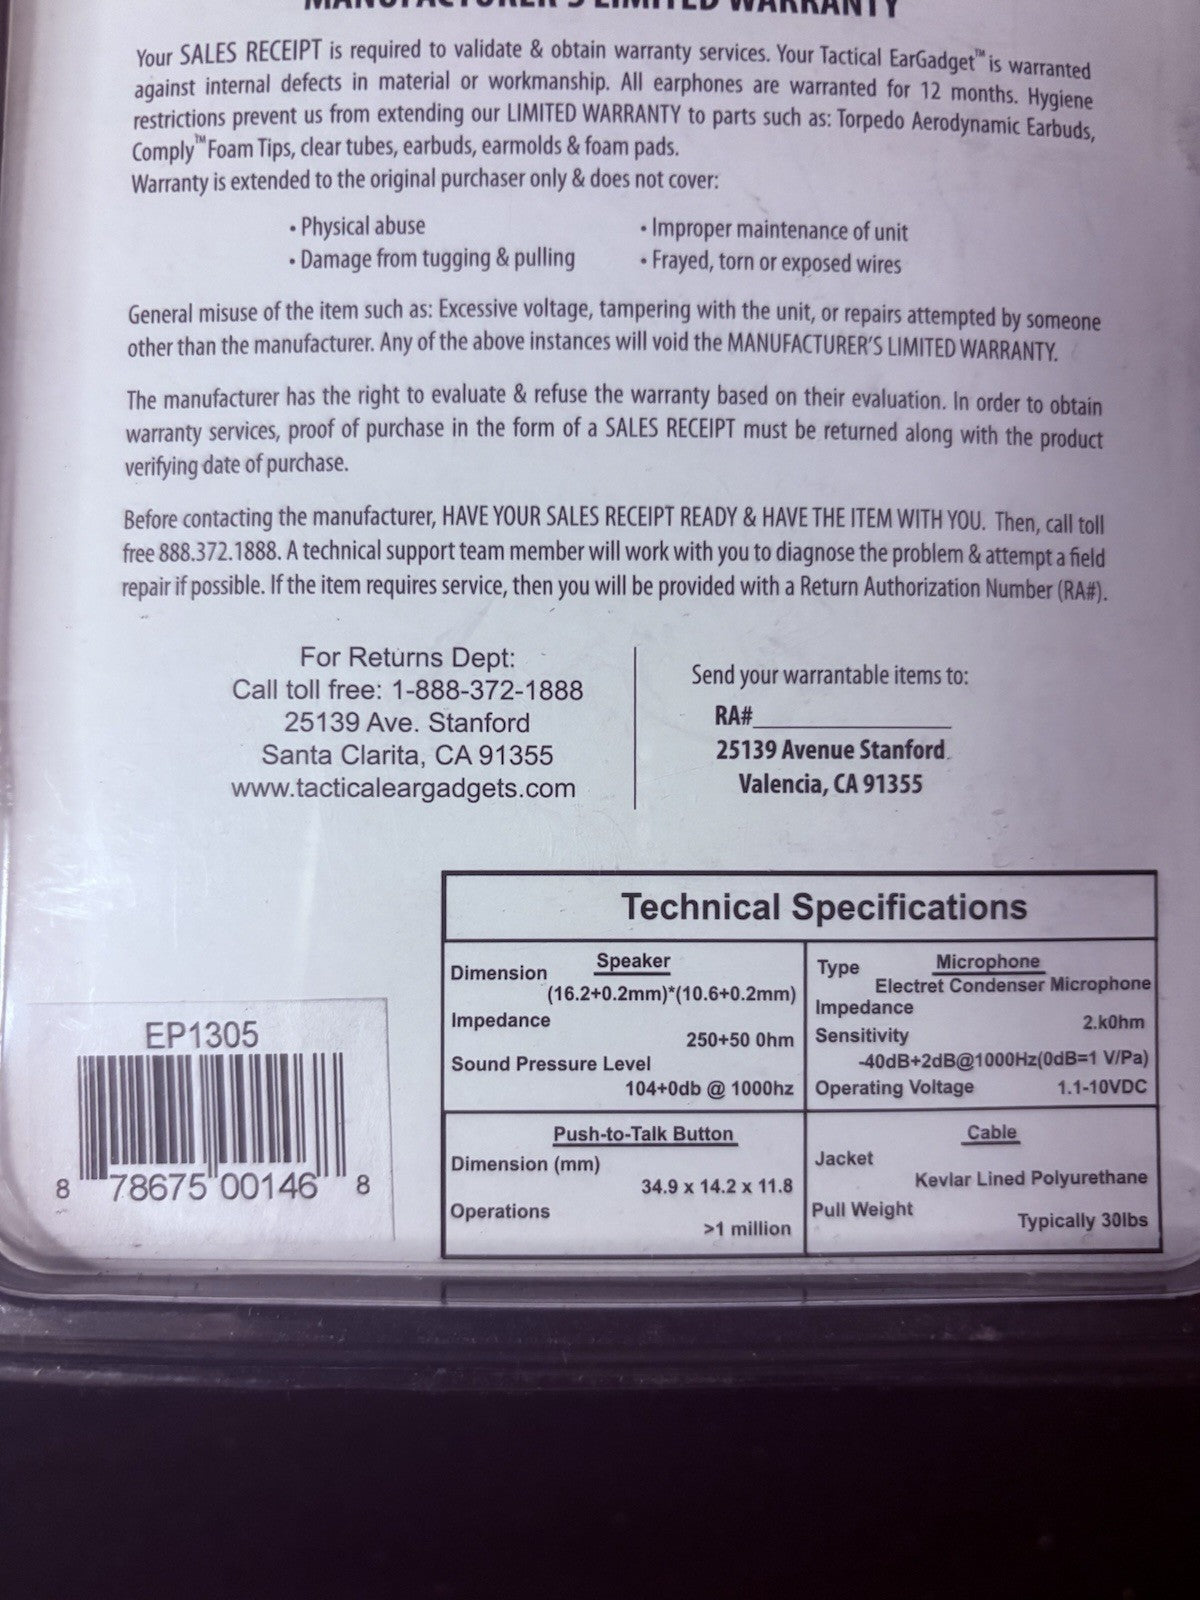 MANUFACTURER'S LIMITED WARRANTY
Your SALES RECEIPT is required to validate & obtain warranty services. Your Tactical EarGadget™ is warranted
against internal defects in material or workmanship. All earphones are warranted for 12 months. Hygiene
restrictions prevent us from extending our LIMITED WARRANTY to parts such as: Torpedo Aerodynamic Earbuds,
Comply™ Foam Tips, clear tubes, earbuds, earmolds & foam pads.
Warranty is extended to the original purchaser only & does not cover:
• Physical abuse
• Damage from tugging & pulling
• Improper maintenance of unit
• Frayed, torn or exposed wires
General misuse of the item such as: Excessive voltage, tampering with the unit, or repairs attempted by someone
other than the manufacturer. Any of the above instances will void the MANUFACTURER'S LIMITED WARRANTY.
The manufacturer has the right to evaluate & refuse the warranty based on their evaluation. In order to obtain
warranty services, proof of purchase in the form of a SALES RECEIPT must be returned along with the product
verifying date of purchase.
Before contacting the manufacturer, HAVE YOUR SALES RECEIPT READY & HAVE THE ITEM WITH YOU. Then, call toll
free 888.372.1888. A technical support team member will work with you to diagnose the problem & attempt a field
repair if possible. If the item requires service, then you will be provided with a Return Authorization Number (RA#).
For Returns Dept:
Call toll free: 1-888-372-1888
25139 Ave. Stanford
Santa Clarita, CA 91355
www.tacticaleargadgets.com
Send your warrantable items to:
RA#
25139 Avenue Stanford
Valencia, CA 91355
Technical Specifications
Speaker
Dimension
(16.2+0.2mm)*(10.6+0.2mm)
Impedance
250+50 0hm
Sound Pressure Level
104+0db @ 1000hz
Microphone
Type
Electret Condenser Microphone
Impedance
2.k0hm
Sensitivity
-40dB+2dB@1000Hz(0dB=1 V/Pa)
Operating Voltage 1.1-10VDC
Push-to-Talk Button
Dimension (mm)
34.9 x 14.2 x 11.8
Operations
>1 million
Cable
Jacket
Kevlar Lined Polyurethane
Pull Weight
Typically 30lbs
EP1305
8 78675 00146 8